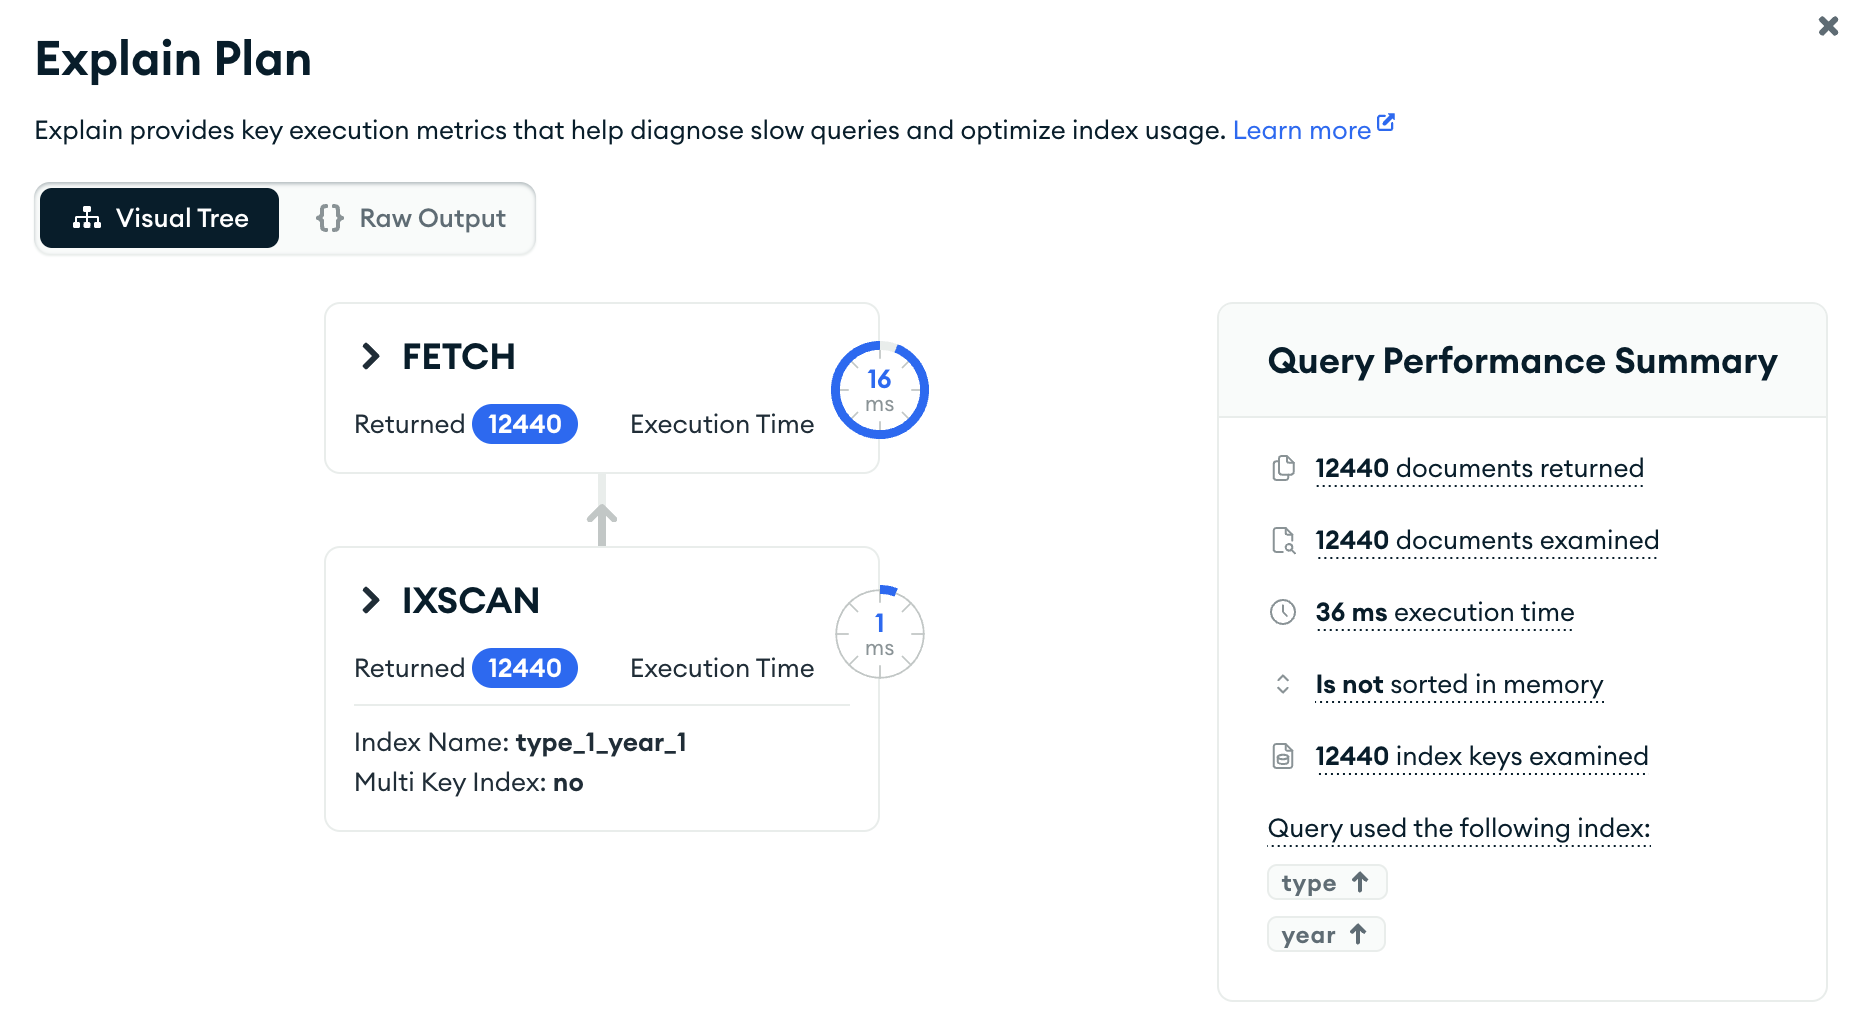 Explain Plan
Explain provides key execution metrics that help diagnose slow queries and optimize index usage. Learn more
Visual Tree
{} Raw Output
FETCH
Returned 12440 Execution Time
16
ms
IXSCAN
Returned 12440 Execution Time
1
ms
Index Name: type_1_year_1
Multi Key Index: no
Query Performance Summary
12440 documents returned
12440 documents examined
36 ms execution time
Is not sorted in memory
12440 index keys examined
Query used the following index:
type ↑
year ↑